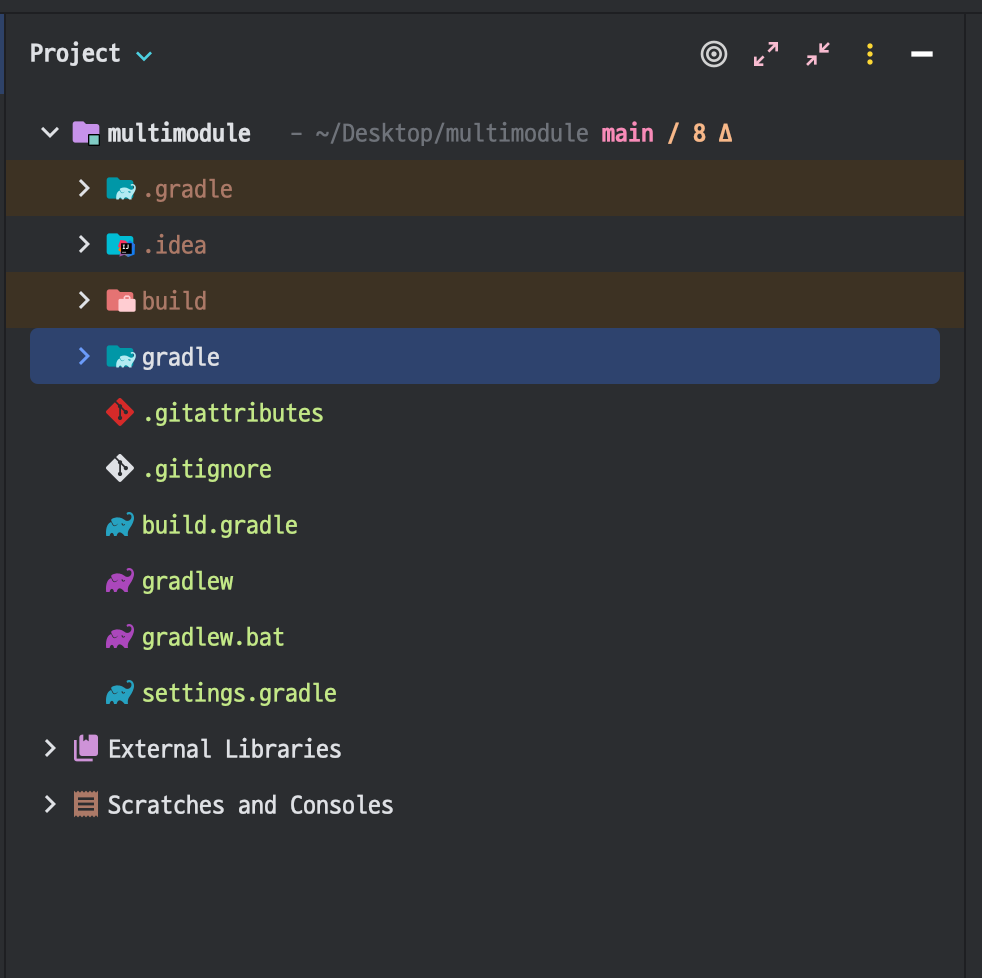 Project
multimodule – ~/Desktop/multimodule main / 8 Δ
.gradle
.idea
build
gradle
.gitattributes
.gitignore
build.gradle
gradlew
gradlew.bat
settings.gradle
External Libraries
Scratches and Consoles